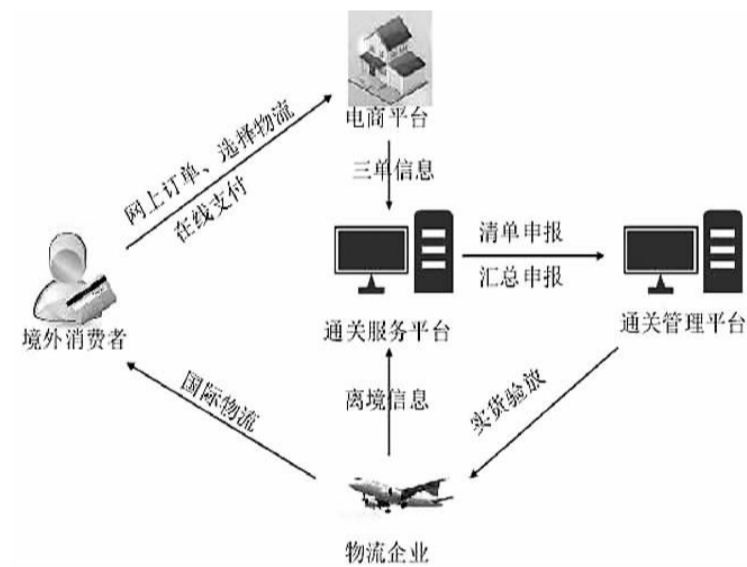 电商平台
网上订单、选择物流
在线支付
三单信息
清单申报
汇总申报
境外消费者
通关服务平台
通关管理平台
国际物流
离境信息
实货验放
物流企业